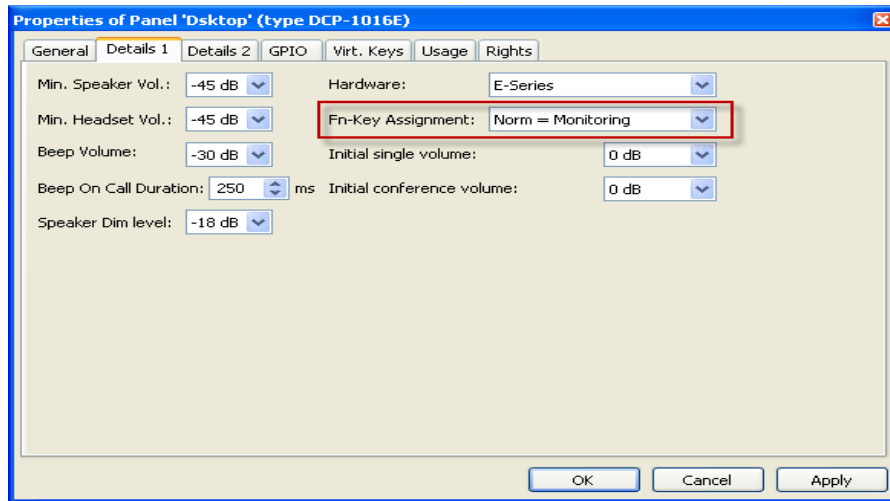 Properties of Panel 'Dsktop' (type DCP-1016E)
General Details 1 Details 2 GPIO Virt. Keys Usage Rights
Min. Speaker Vol.: -45 dB Hardware: E-Series
Min. Headset Vol.: -45 dB Fn-Key Assignment: Norm = Monitoring
Beep Volume: -30 dB Initial single volume: 0 dB
Beep On Call Duration: 250 ms Initial conference volume: 0 dB
Speaker Dim level: -18 dB
OK Cancel Apply